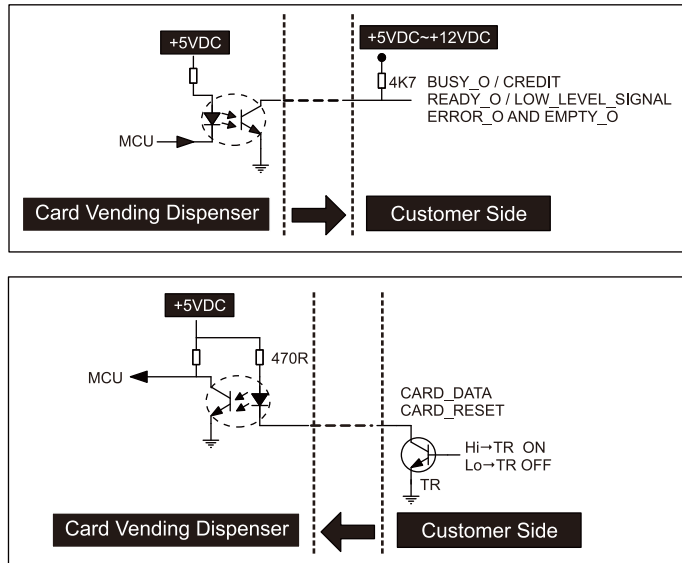 +5VDC
+5VDC~+12VDC
4K7
BUSY_O / CREDIT
READY_O / LOW_LEVEL_SIGNAL
ERROR_O AND EMPTY_O
MCU
Card Vending Dispenser
Customer Side
+5VDC
470R
MCU
CARD_DATA
CARD_RESET
Hi→TR ON
Lo→TR OFF
TR
Card Vending Dispenser
Customer Side